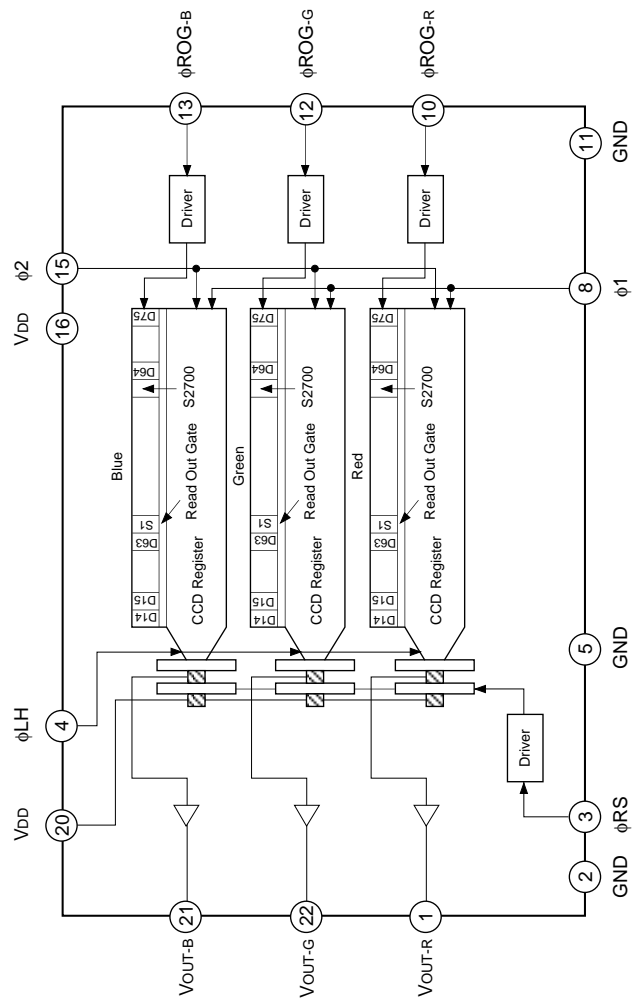 φROG-B
φROG-G
φROG-R
13
12
10
11
GND
Driver
Driver
Driver
φ2
15
VDD
16
8
φ1
Blue
D14
D15
D63
S1
D64
D75
S2700
Read Out Gate
CCD Register
Green
D14
D15
D63
S1
D64
D75
S2700
Read Out Gate
CCD Register
Red
D14
D15
D63
S1
D64
D75
S2700
Read Out Gate
CCD Register
φLH
4
5
GND
VDD
20
Driver
3
φRS
2
GND
21
22
1
VOUT-B
VOUT-G
VOUT-R